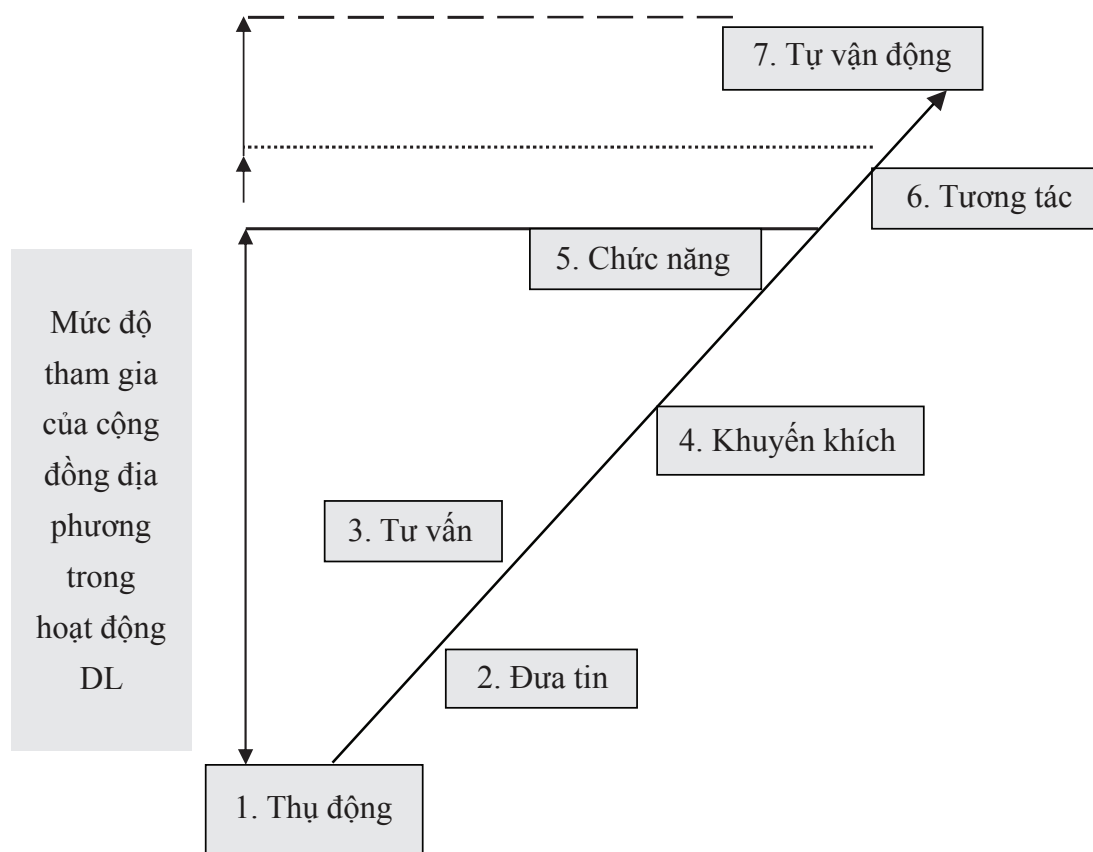 7. Tự vận động
6. Tương tác
5. Chức năng
Mức độ
tham gia
của cộng
đồng địa
phương
trong
hoạt động
DL
4. Khuyến khích
3. Tư vấn
2. Đưa tin
1. Thụ động